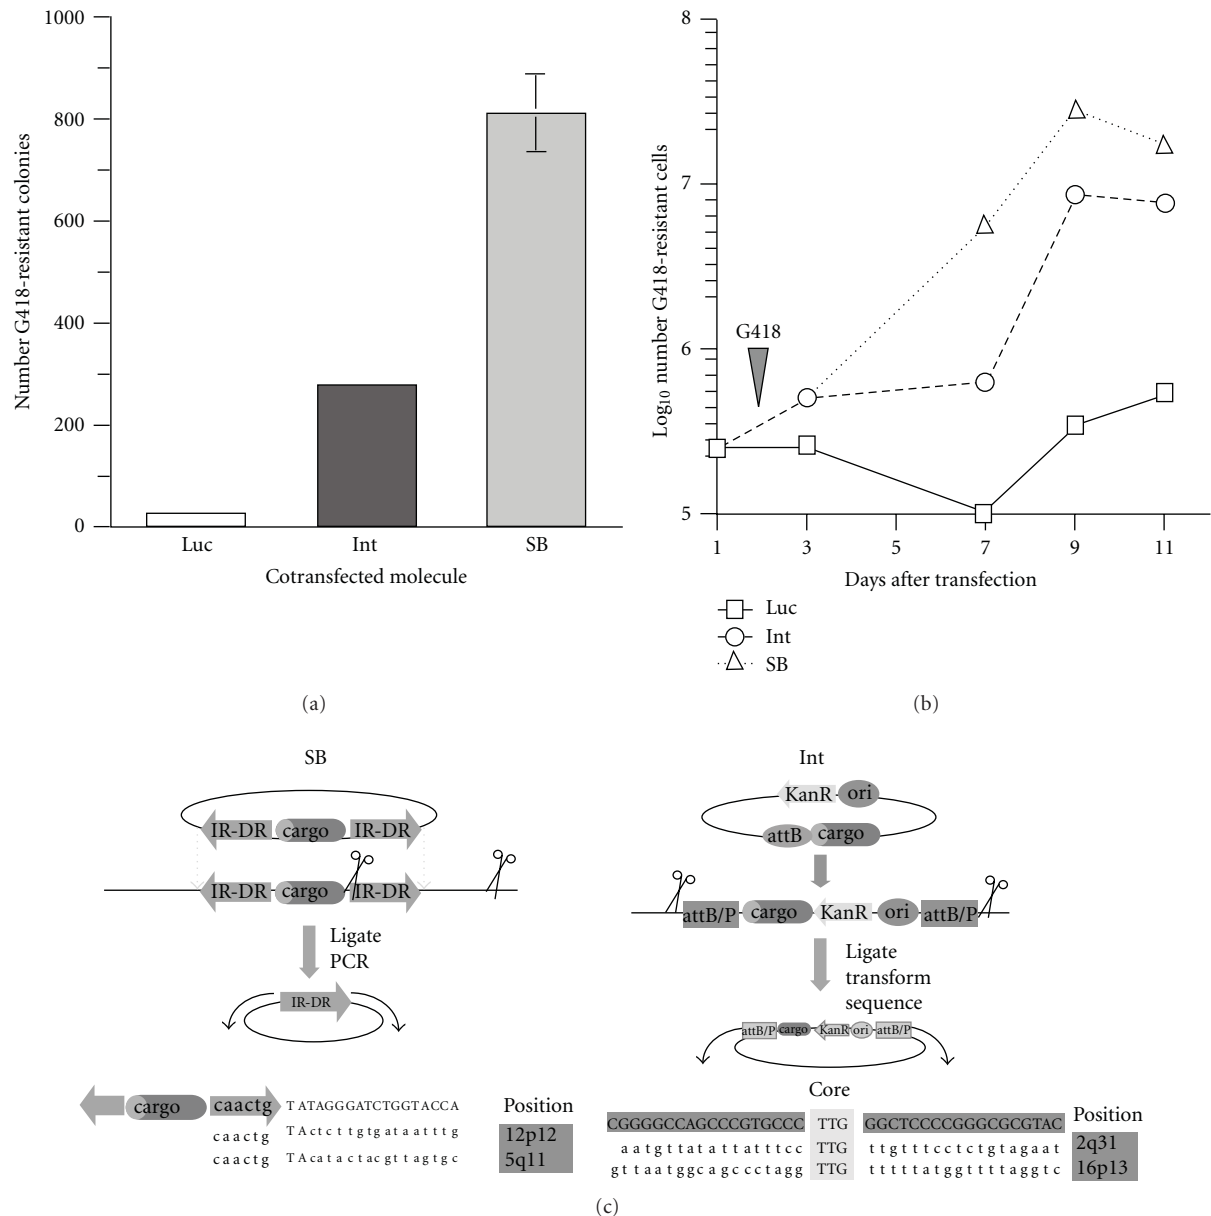 1000
800
600
400
200
0
Number G418-resistant colonies
Luc
Int
SB
Cotransfected molecule
(a)
8
7
6
5
Log10 number G418-resistant cells
G418
1
3
5
7
9
11
Days after transfection
Luc
Int
SB
(b)
SB
IR-DR cargo IR-DR
IR-DR cargo IR-DR
Ligate
PCR
IR-DR
cargo caactg TATAGGGATCTGGTACCA
caactg TActcttgtgataatttg
caactg TAcatactacgttagtgc
Position
12p12
5q11
Int
KanR ori
attB cargo
attB/P cargo KanR ori attB/P
Ligate
transform
sequence
attB/P cargo KanR ori attB/P
Core
CGGGGCCAGCCCGTGCCC TTG GGCTCCCCGGGCGCGTAC
aatgttatattatttcc TTG ttgtttcctctgtagaat
gttaatggcagccctagg TTG tttttatggttttaggtc
Position
2q31
16p13
(c)